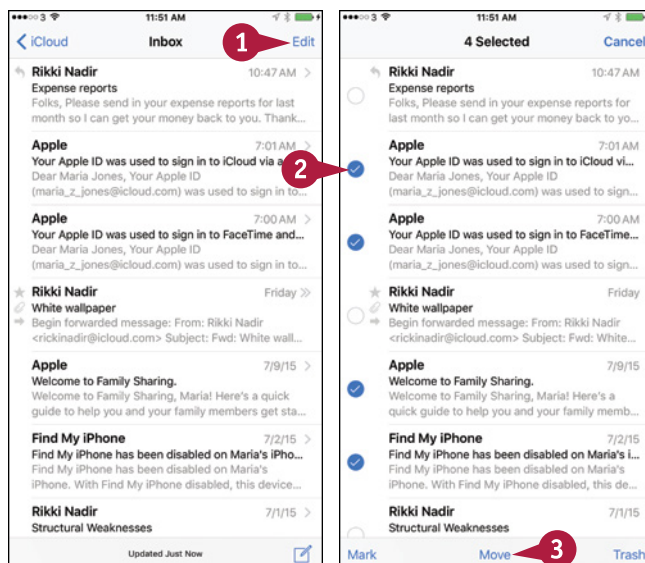 3 11:51 AM
iCloud Inbox 1 Edit
Rikki Nadir 10:47 AM
Expense reports
Folks, Please send in your expense reports for last
month so I can get your money back to you. Thank...
Apple 7:01 AM
Your Apple ID was used to sign in to iCloud via a...
Dear Maria Jones, Your Apple ID
(maria_z_jones@icloud.com) was used to sign in to...
Apple 7:00 AM
Your Apple ID was used to sign in to FaceTime and...
Dear Maria Jones, Your Apple ID
(maria_z_jones@icloud.com) was used to sign in to...
Rikki Nadir Friday
White wallpaper
Begin forwarded message: From: Rikki Nadir
<rickinadir@icloud.com> Subject: Fwd: White wall...
Apple 7/9/15
Welcome to Family Sharing.
Welcome to Family Sharing, Maria! Here's a quick
guide to help you and your family members get sta...
Find My iPhone 7/2/15
Find My iPhone has been disabled on Maria's iPho...
Find My iPhone has been disabled on Maria's
iPhone. With Find My iPhone disabled, this device...
Rikki Nadir 7/1/15
Structural Weaknesses
Updated Just Now
3 11:51 AM
4 Selected Cancel
Rikki Nadir 10:47 AM
Expense reports
Folks, Please send in your expense reports for
last month so I can get your money back to yo...
Apple 7:01 AM
2 Your Apple ID was used to sign in to iCloud vi...
Dear Maria Jones, Your Apple ID
(maria_z_jones@icloud.com) was used to sign...
Apple 7:00 AM
Your Apple ID was used to sign in to FaceTime...
Dear Maria Jones, Your Apple ID
(maria_z_jones@icloud.com) was used to sign...
Rikki Nadir Friday
White wallpaper
Begin forwarded message: From: Rikki Nadir
<rickinadir@icloud.com> Subject: Fwd: White...
Apple 7/9/15
Welcome to Family Sharing.
Welcome to Family Sharing, Maria! Here's a
quick guide to help you and your family memb...
Find My iPhone 7/2/15
Find My iPhone has been disabled on Maria's i...
Find My iPhone has been disabled on Maria's
iPhone. With Find My iPhone disabled, this de...
Rikki Nadir 7/1/15
Structural Weaknesses
Mark Move 3 Trash